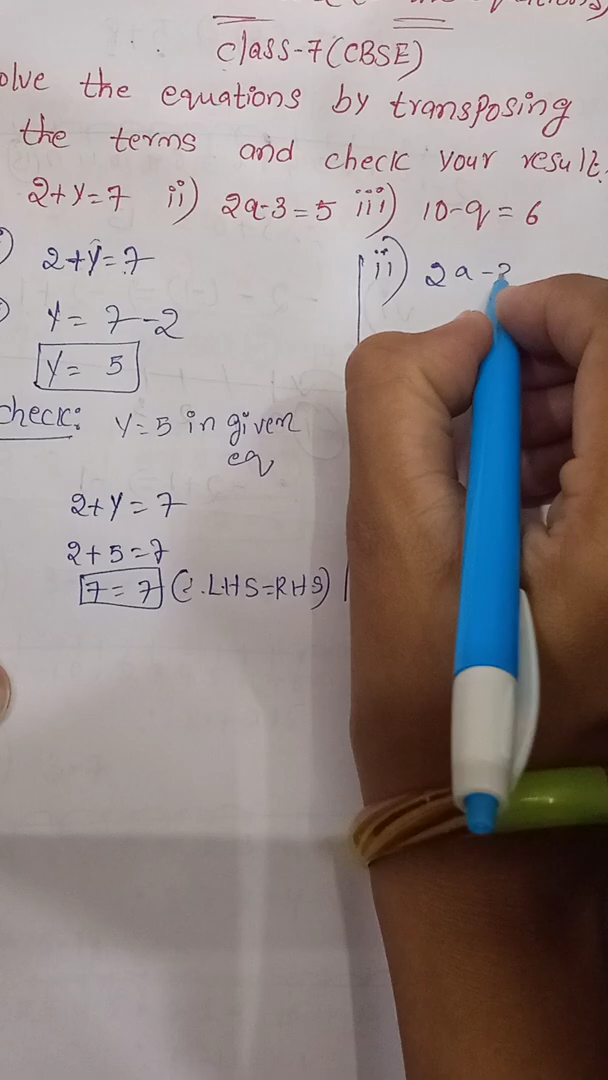 Class-7 (CBSE)
the equations by transposing
the terms and check your result.
2+y=7 ii) 2a-3=5 iii) 10-q=6
2+y=7
y= 7-2
y= 5
check: y=5 in given
eq
2+y=7
2+5=7
7=7 (∵LHS=RHS)
ii) 2a-